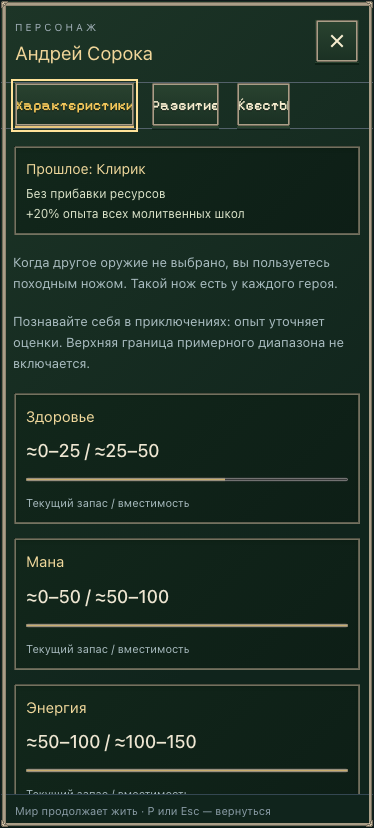 ПЕРСОНАЖ
Андрей Сорока
✕
Характеристики Развитие Квесты
Прошлое: Клирик
Без прибавки ресурсов
+20% опыта всех молитвенных школ
Когда другое оружие не выбрано, вы пользуетесь
походным ножом. Такой нож есть у каждого героя.
Познавайте себя в приключениях: опыт уточняет
оценки. Верхняя граница примерного диапазона не
включается.
Здоровье
≈0–25 / ≈25–50
Текущий запас / вместимость
Мана
≈0–50 / ≈50–100
Текущий запас / вместимость
Энергия
≈50–100 / ≈100–150
Текущий запас / вместимость
Мир продолжает жить · P или Esc — вернуться